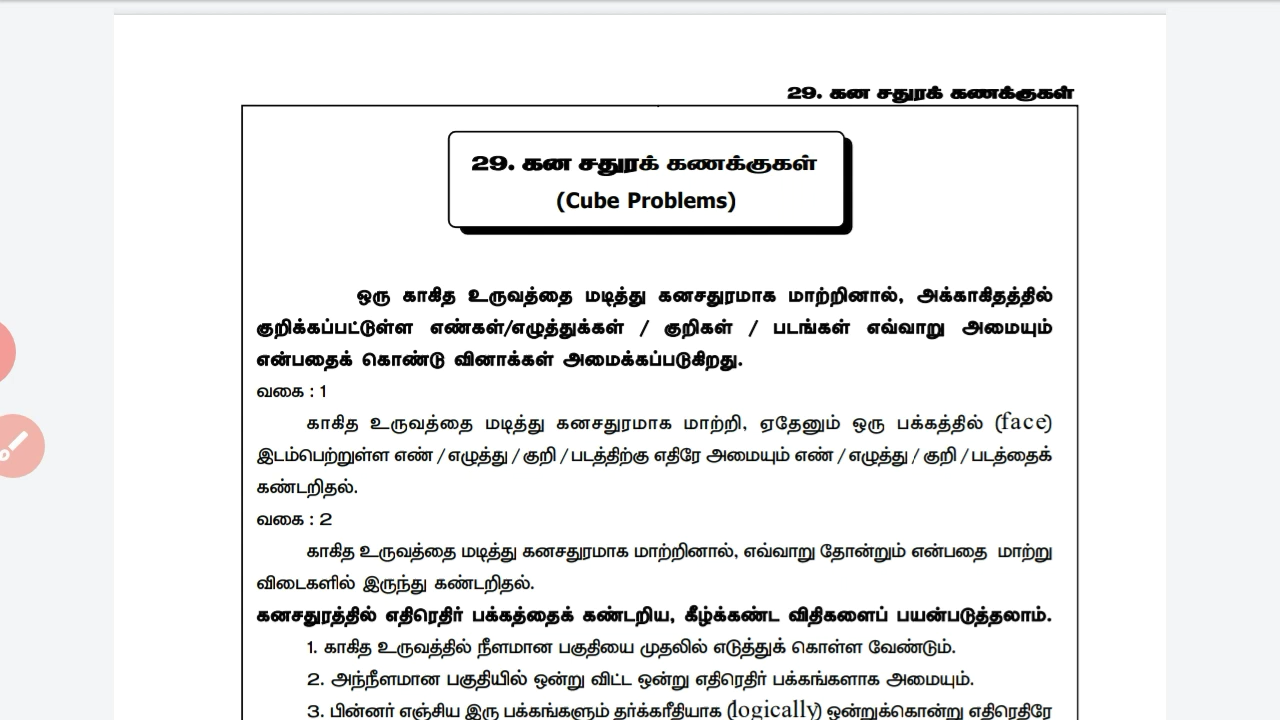 29. கன சதுரக் கணக்குகள்
29. கன சதுரக் கணக்குகள்
(Cube Problems)
ஒரு காகித உருவத்தை மடித்து கனசதுரமாக மாற்றினால், அக்காகிதத்தில்
குறிக்கப்பட்டுள்ள எண்கள்/எழுத்துக்கள் / குறிகள் / படங்கள் எவ்வாறு அமையும்
என்பதைக் கொண்டு வினாக்கள் அமைக்கப்படுகிறது.
வகை : 1
காகித உருவத்தை மடித்து கனசதுரமாக மாற்றி, ஏதேனும் ஒரு பக்கத்தில் (face)
இடம்பெற்றுள்ள எண் / எழுத்து / குறி / படத்திற்கு எதிரே அமையும் எண் / எழுத்து / குறி / படத்தைக்
கண்டறிதல்.
வகை : 2
காகித உருவத்தை மடித்து கனசதுரமாக மாற்றினால், எவ்வாறு தோன்றும் என்பதை மாற்று
விடைகளில் இருந்து கண்டறிதல்.
கனசதுரத்தில் எதிரெதிர் பக்கத்தைக் கண்டறிய, கீழ்க்கண்ட விதிகளைப் பயன்படுத்தலாம்.
1. காகித உருவத்தில் நீளமான பகுதியை முதலில் எடுத்துக் கொள்ள வேண்டும்.
2. அந்நீளமான பகுதியில் ஒன்று விட்ட ஒன்று எதிரெதிர் பக்கங்களாக அமையும்.
3. பின்னர் எஞ்சிய இரு பக்கங்களும் தர்க்கரீதியாக (logically) ஒன்றுக்கொன்று எதிரெதிரே